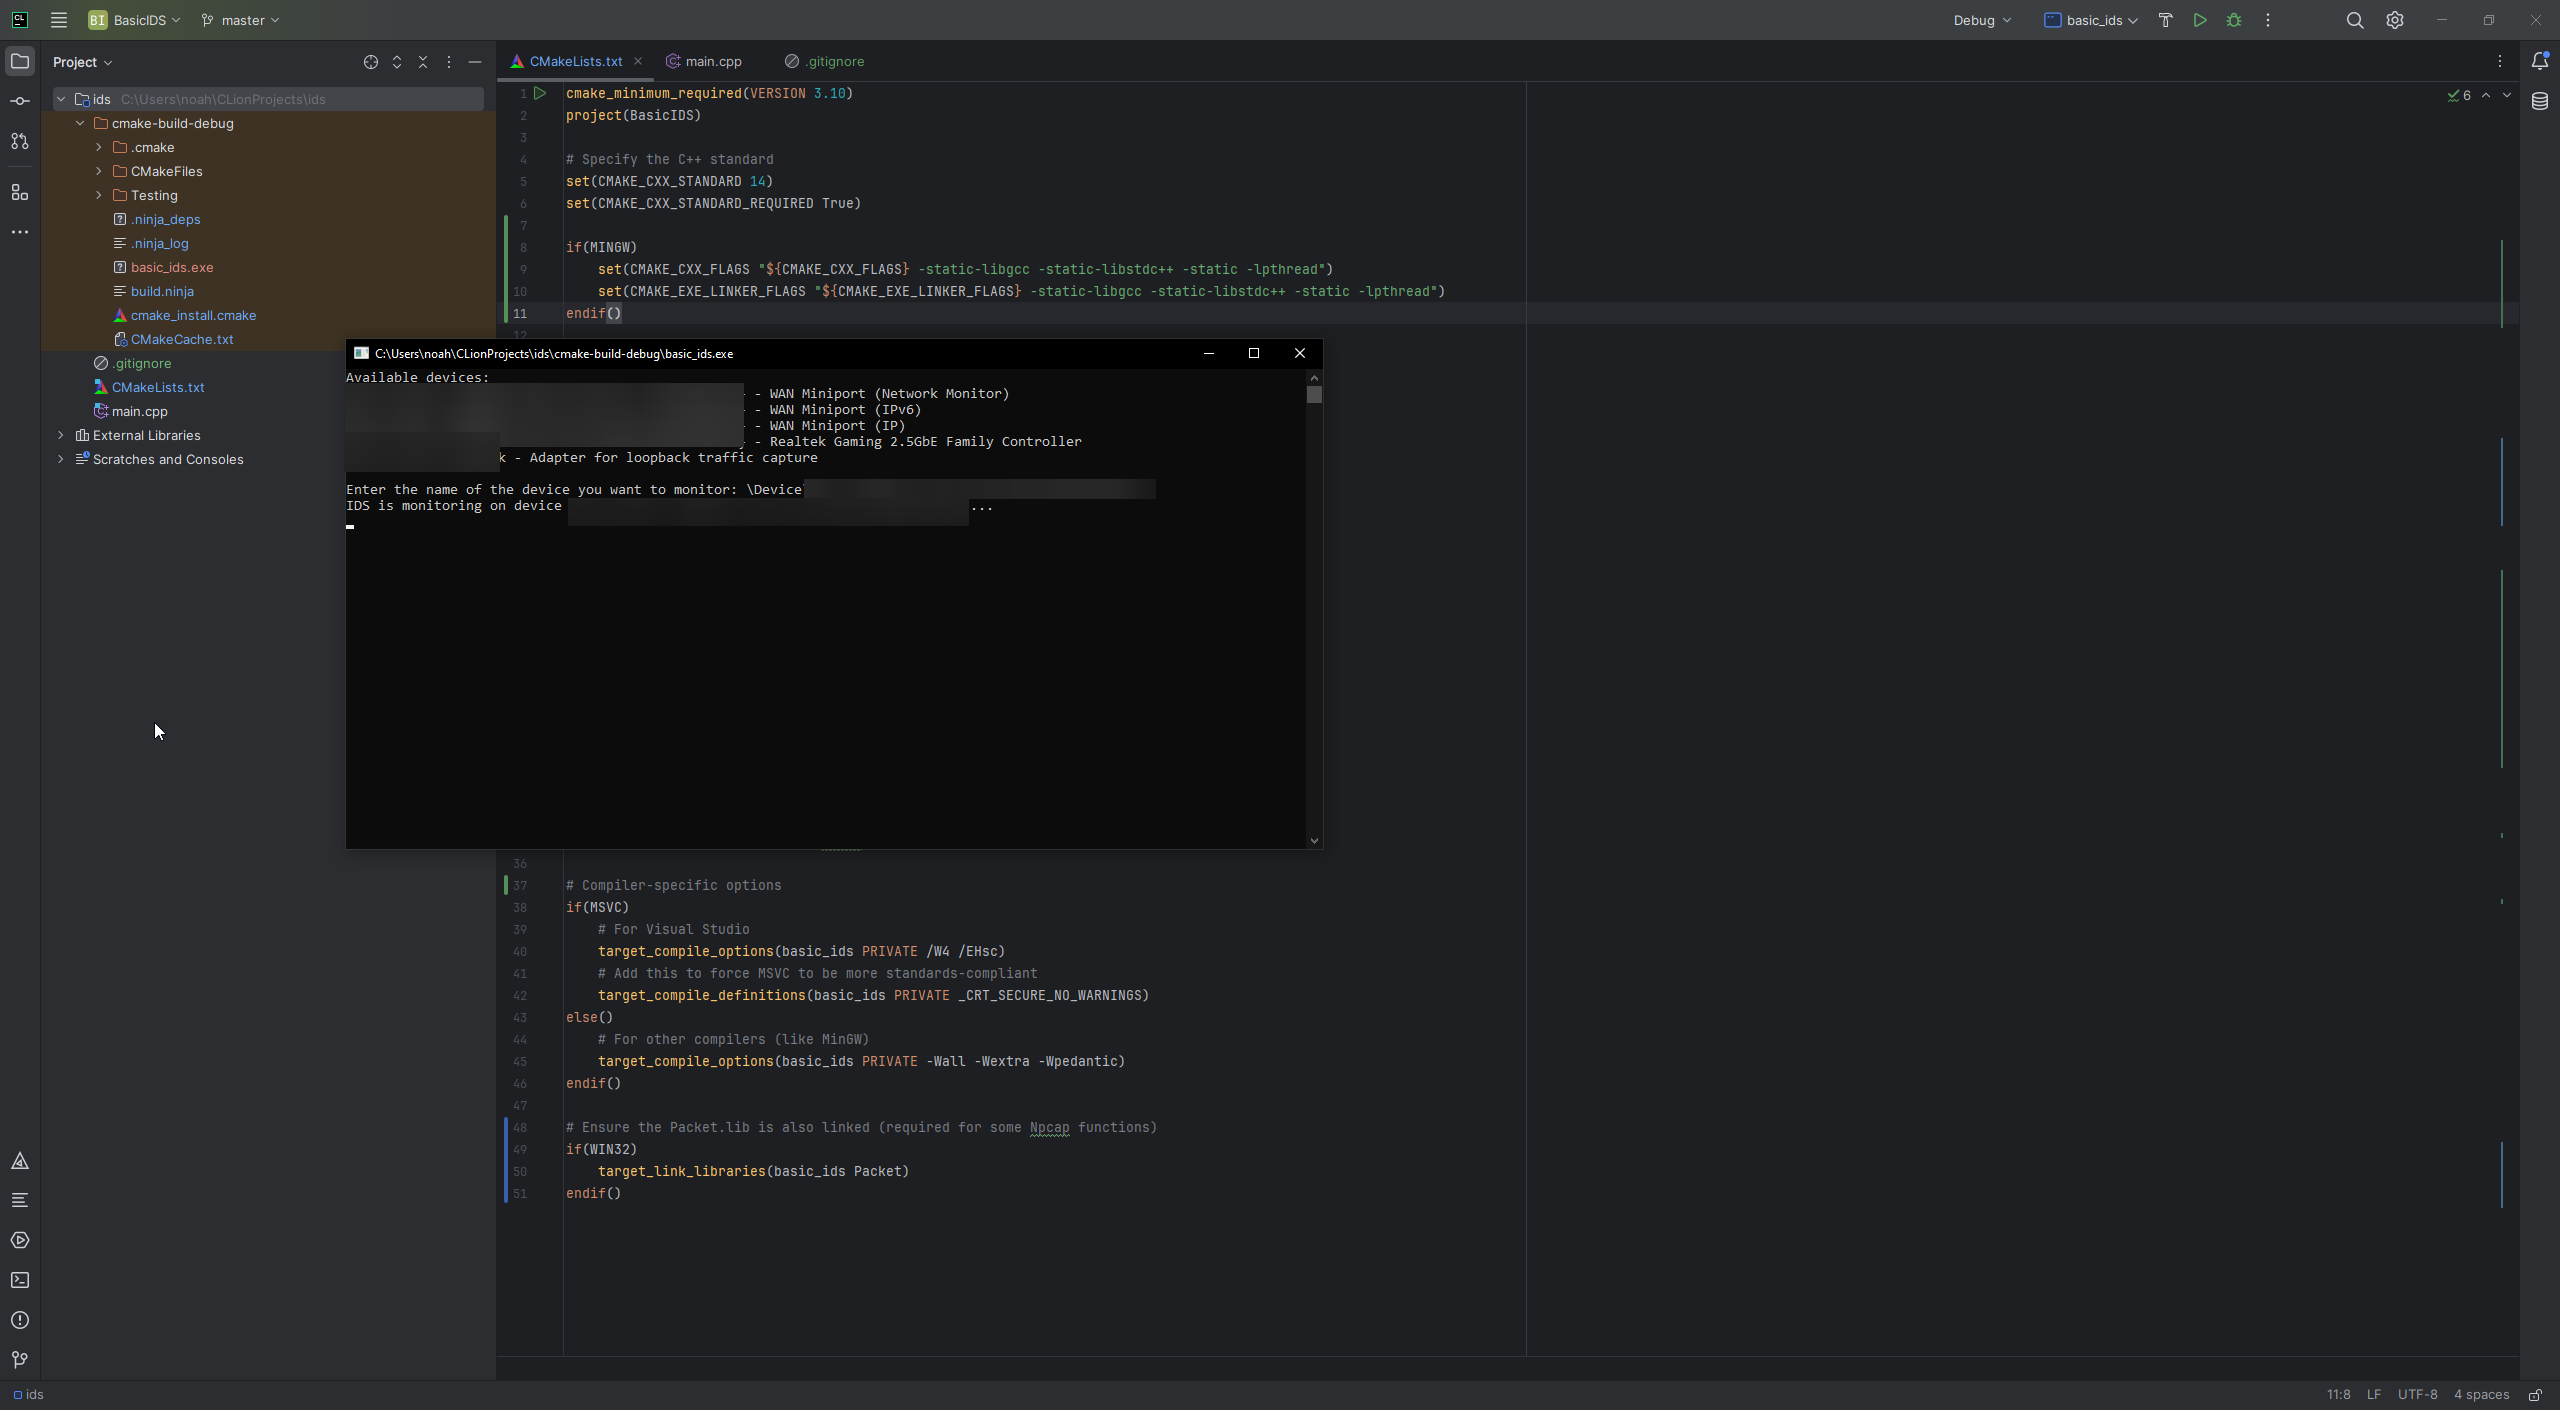 CL
BI BasicIDS
master
Debug
basic_ids
Project
ids C:\Users\noah\CLionProjects\ids
cmake-build-debug
.cmake
CMakeFiles
Testing
.ninja_deps
.ninja_log
basic_ids.exe
build.ninja
cmake_install.cmake
CMakeCache.txt
.gitignore
CMakeLists.txt
main.cpp
External Libraries
Scratches and Consoles
CMakeLists.txt
main.cpp
.gitignore
6
1 cmake_minimum_required(VERSION 3.10)
2 project(BasicIDS)
3
4 # Specify the C++ standard
5 set(CMAKE_CXX_STANDARD 14)
6 set(CMAKE_CXX_STANDARD_REQUIRED True)
7
8 if(MINGW)
9 set(CMAKE_CXX_FLAGS "${CMAKE_CXX_FLAGS} -static-libgcc -static-libstdc++ -static -lpthread")
10 set(CMAKE_EXE_LINKER_FLAGS "${CMAKE_EXE_LINKER_FLAGS} -static-libgcc -static-libstdc++ -static -lpthread")
11 endif()
12
C:\Users\noah\CLionProjects\ids\cmake-build-debug\basic_ids.exe
Available devices:
- WAN Miniport (Network Monitor)
- WAN Miniport (IPv6)
- WAN Miniport (IP)
- Realtek Gaming 2.5GbE Family Controller
k - Adapter for loopback traffic capture
Enter the name of the device you want to monitor: \Device
IDS is monitoring on device ...
36
37 # Compiler-specific options
38 if(MSVC)
39 # For Visual Studio
40 target_compile_options(basic_ids PRIVATE /W4 /EHsc)
41 # Add this to force MSVC to be more standards-compliant
42 target_compile_definitions(basic_ids PRIVATE _CRT_SECURE_NO_WARNINGS)
43 else()
44 # For other compilers (like MinGW)
45 target_compile_options(basic_ids PRIVATE -Wall -Wextra -Wpedantic)
46 endif()
47
48 # Ensure the Packet.lib is also linked (required for some Npcap functions)
49 if(WIN32)
50 target_link_libraries(basic_ids Packet)
51 endif()
ids
11:8 LF UTF-8 4 spaces